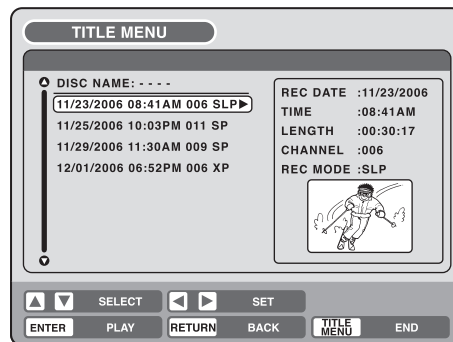 TITLE MENU
DISC NAME: - - - -
11/23/2006 08:41AM 006 SLP
11/25/2006 10:03PM 011 SP
11/29/2006 11:30AM 009 SP
12/01/2006 06:52PM 006 XP
REC DATE :11/23/2006
TIME :08:41AM
LENGTH :00:30:17
CHANNEL :006
REC MODE :SLP
SELECT SET
ENTER PLAY RETURN BACK TITLE MENU END